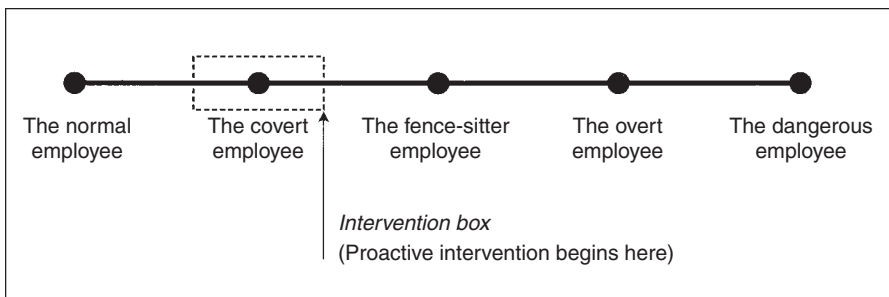 The normal
employee
The covert
employee
The fence-sitter
employee
The overt
employee
The dangerous
employee
Intervention box
(Proactive intervention begins here)